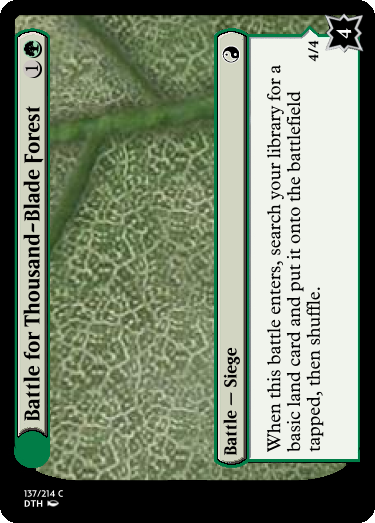 Battle for Thousand-Blade Forest
1
Battle — Siege
When this battle enters, search your library for a
basic land card and put it onto the battlefield
tapped, then shuffle.
4/4
4
137/214 C
DTH